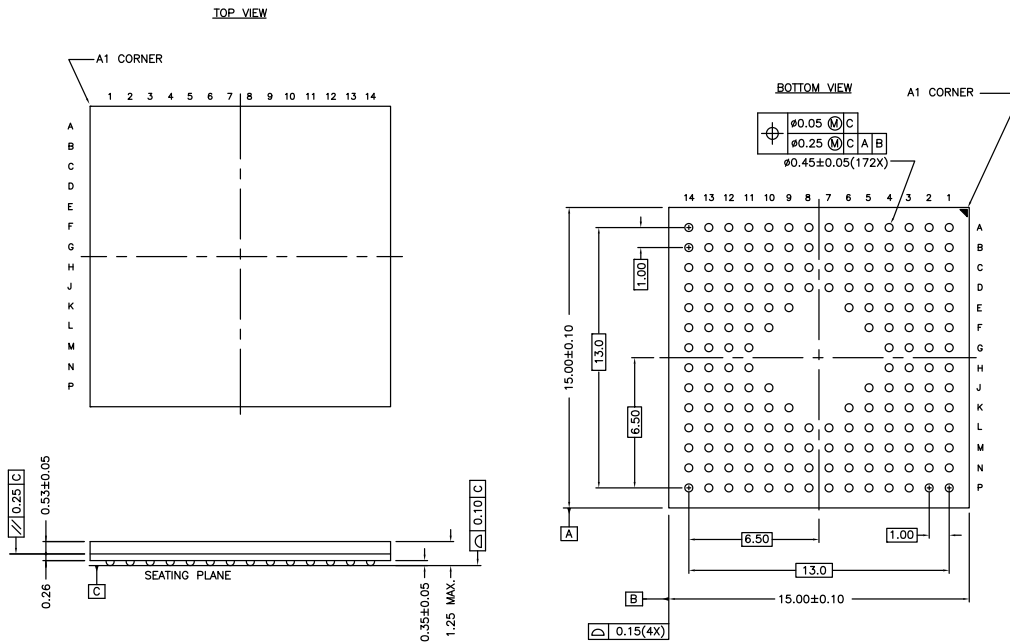 TOP VIEW
A1 CORNER
1 2 3 4 5 6 7 8 9 10 11 12 13 14
A
B
C
D
E
F
G
H
J
K
L
M
N
P
// 0.25 C
0.53±0.05
0.26
C
SEATING PLANE
0.35±0.05
1.25 MAX.
0.10 C
BOTTOM VIEW
A1 CORNER
ø0.05 Ⓜ C
ø0.25 Ⓜ C A B
ø0.45±0.05(172X)
14 13 12 11 10 9 8 7 6 5 4 3 2 1
A
B
C
D
E
F
G
H
J
K
L
M
N
P
1.00
13.0
15.00±0.10
6.50
A
6.50
1.00
13.0
B
15.00±0.10
0.15(4X)